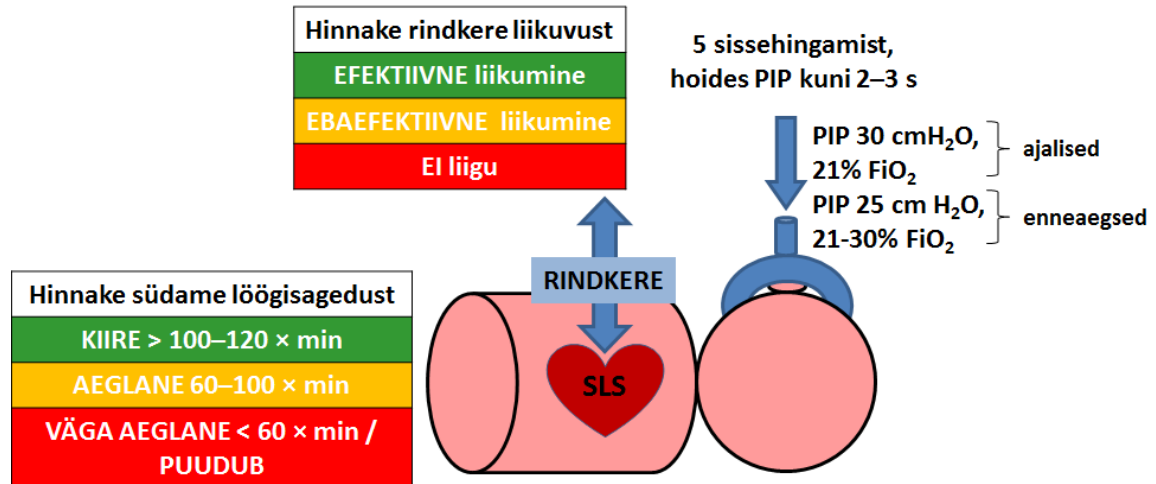 Hinnake rindkere liikuvust
EFEKTIIVNE liikumine
EBAEFEKTIIVNE liikumine
EI liigu
5 sissehingamist,
hoides PIP kuni 2–3 s
PIP 30 cmH₂O,
21% FiO₂
ajalised
PIP 25 cm H₂O,
21-30% FiO₂
enneaegsed
RINDKERE
Hinnake südame löögisagedust
KIIRE > 100–120 × min
AEGLANE 60–100 × min
VÄGA AEGLANE < 60 × min /
PUUDUB
SLS